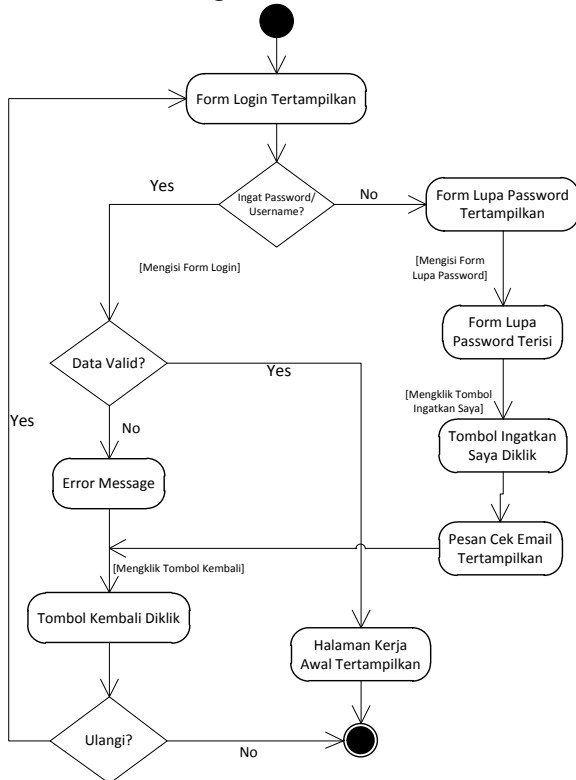 Form Login Tertampilkan
Ingat Password/
Username?
Yes
No
Form Lupa Password
Tertampilkan
[Mengisi Form Login]
[Mengisi Form
Lupa Password]
Form Lupa
Password Terisi
Data Valid?
Yes
[Mengklik Tombol
Ingatkan Saya]
Yes
No
Tombol Ingatkan
Saya Diklik
Error Message
Pesan Cek Email
Tertampilkan
[Mengklik Tombol Kembali]
Tombol Kembali Diklik
Halaman Kerja
Awal Tertampilkan
Ulangi?
No